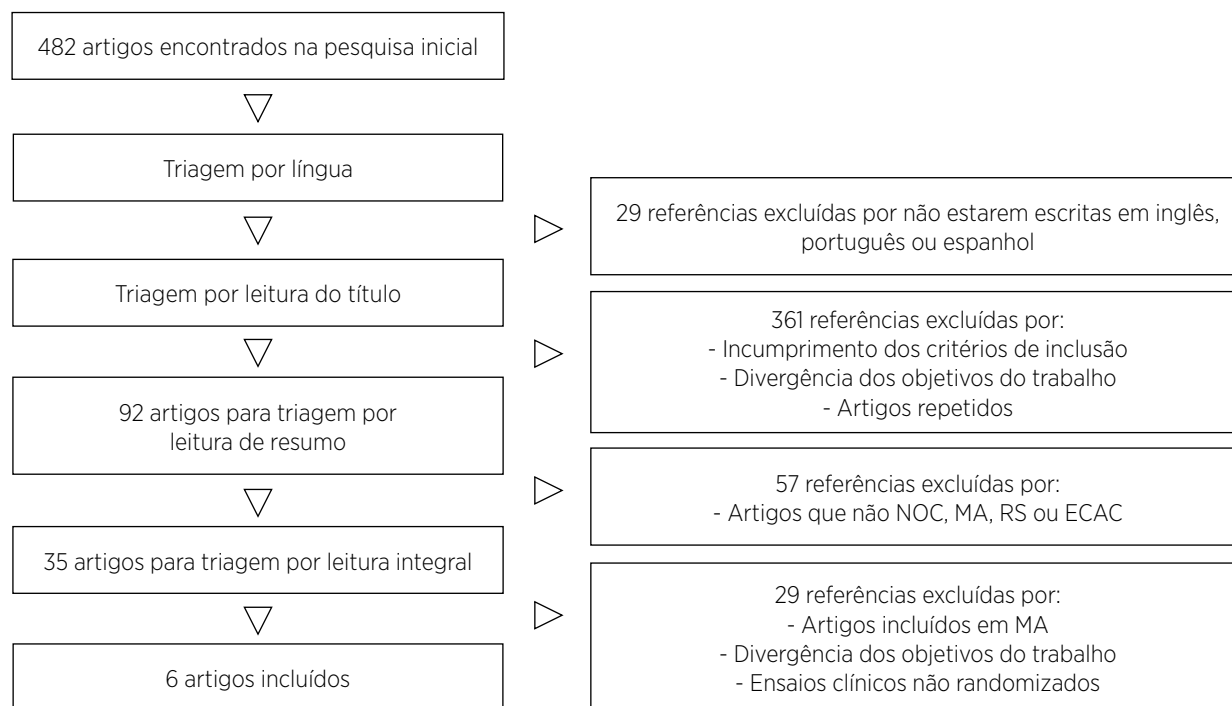 482 artigos encontrados na pesquisa inicial
Triagem por língua
29 referências excluídas por não estarem escritas em inglês,
português ou espanhol
Triagem por leitura do título
361 referências excluídas por:
- Incumprimento dos critérios de inclusão
- Divergência dos objetivos do trabalho
- Artigos repetidos
92 artigos para triagem por
leitura de resumo
57 referências excluídas por:
- Artigos que não NOC, MA, RS ou ECAC
35 artigos para triagem por leitura integral
29 referências excluídas por:
- Artigos incluídos em MA
- Divergência dos objetivos do trabalho
- Ensaios clínicos não randomizados
6 artigos incluídos